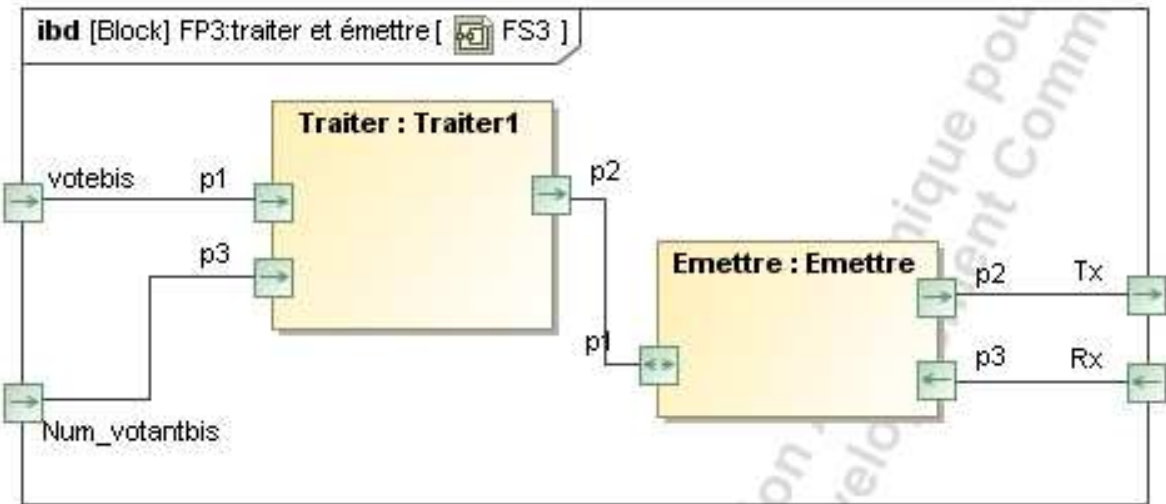 ibd [Block] FP3:traiter et émettre [ FS3 ]
Traiter : Traiter1
votebis p1
p2
p3
Emettre : Emettre
p2 Tx
p1
p3 Rx
Num_votantbis